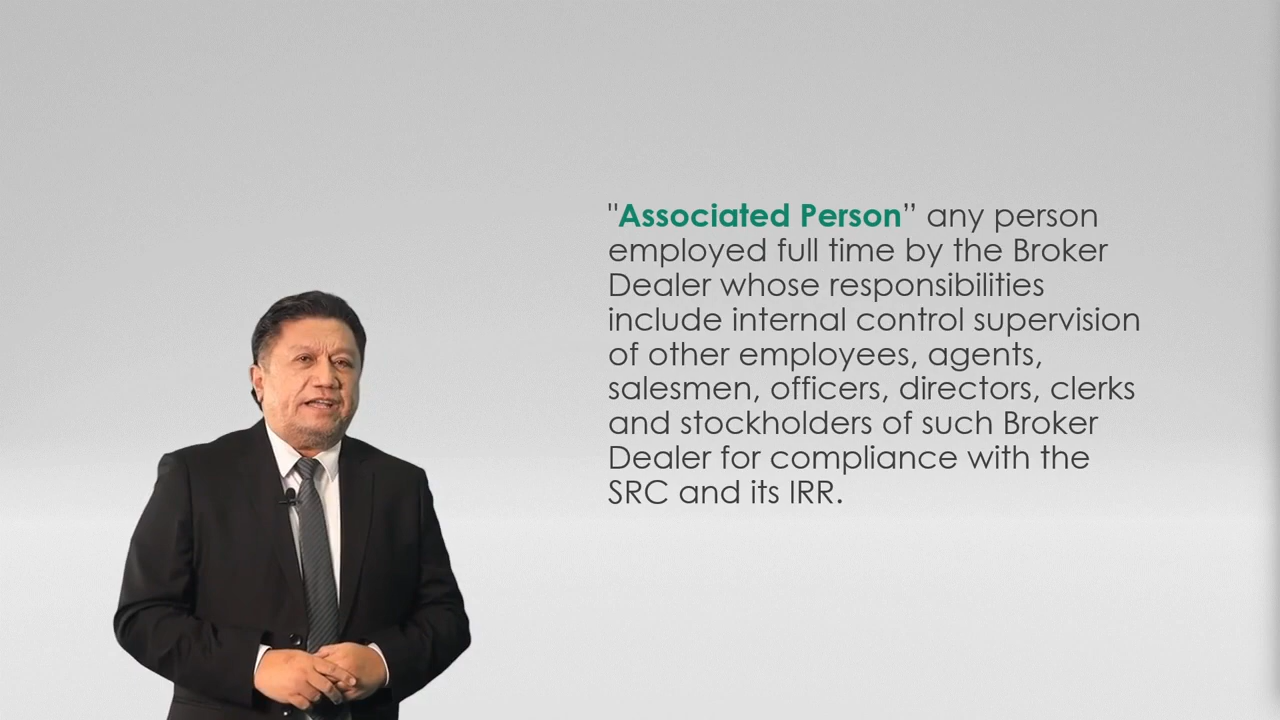 "Associated Person” any person
employed full time by the Broker
Dealer whose responsibilities
include internal control supervision
of other employees, agents,
salesmen, officers, directors, clerks
and stockholders of such Broker
Dealer for compliance with the
SRC and its IRR.